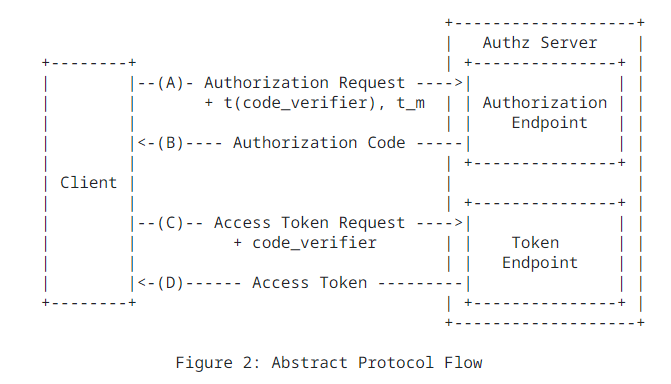 +-------------------+
                                                 |   Authz Server    |
       +--------+                                | +---------------+ |
       |        |--(A)- Authorization Request ---->|               | |
       |        |       + t(code_verifier), t_m  | | Authorization | |
       |        |                                | |    Endpoint   | |
       |        |<-(B)---- Authorization Code -----|               | |
       |        |                                | +---------------+ |
       | Client |                                |                   |
       |        |                                | +---------------+ |
       |        |--(C)-- Access Token Request ---->|               | |
       |        |          + code_verifier       | |    Token      | |
       |        |                                | |   Endpoint    | |
       |        |<-(D)------ Access Token ---------|               | |
       +--------+                                | +---------------+ |
                                                 +-------------------+

                     Figure 2: Abstract Protocol Flow